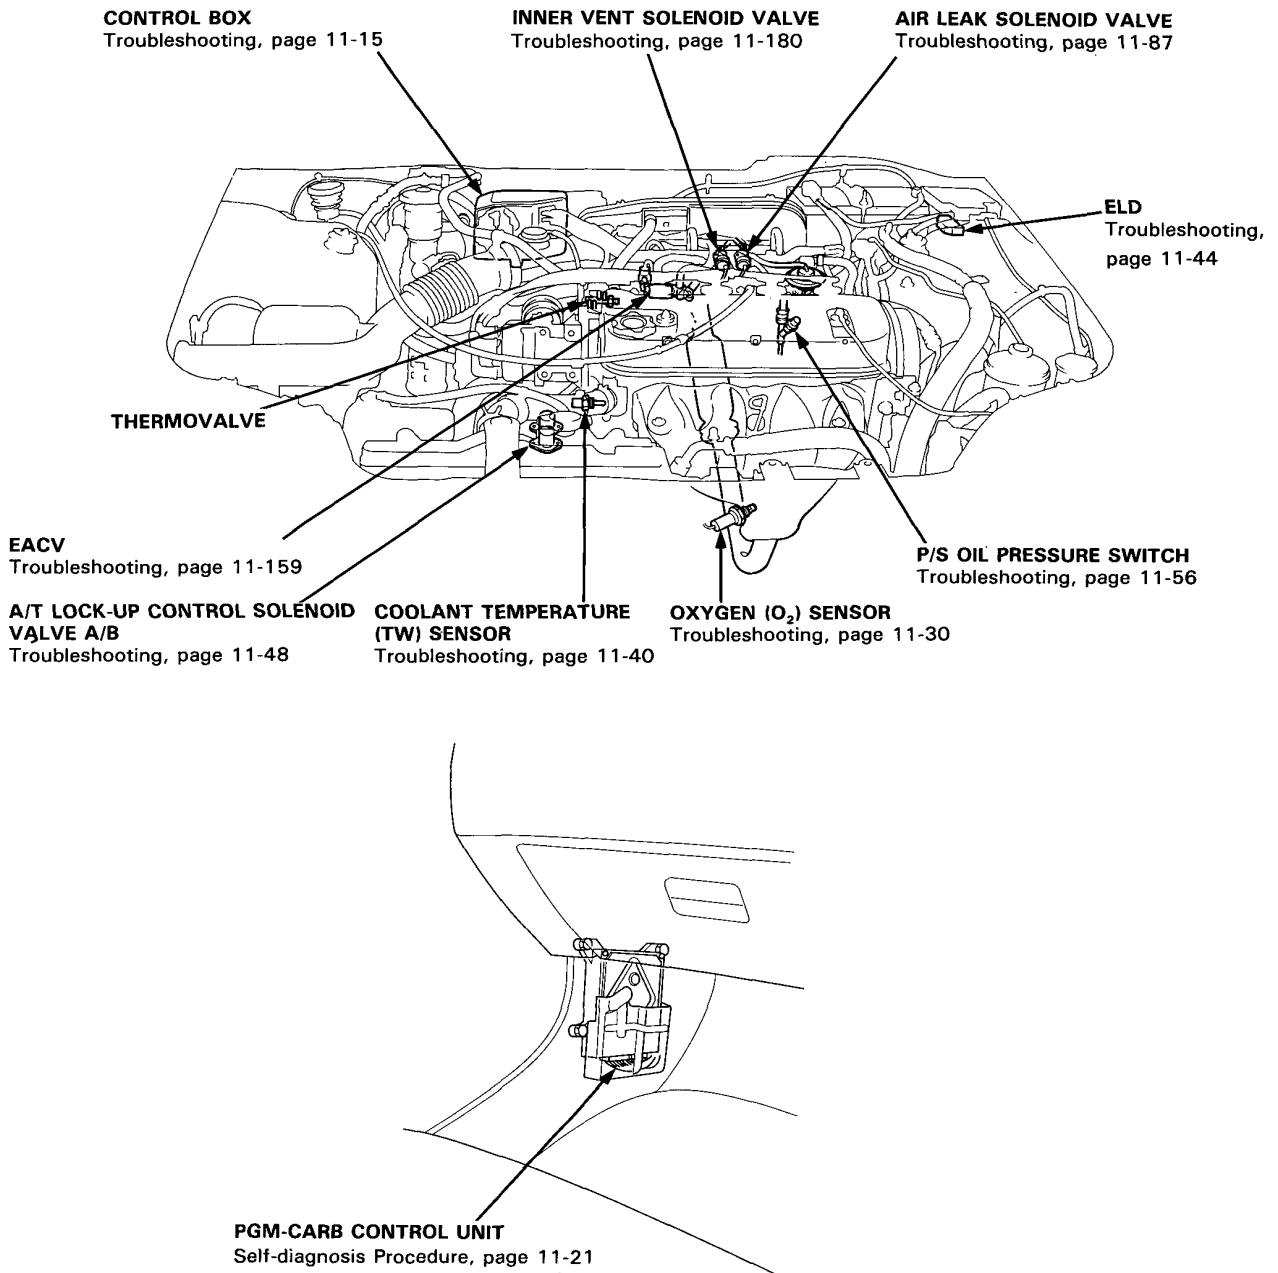 CONTROL BOX
Troubleshooting, page 11-15
INNER VENT SOLENOID VALVE
Troubleshooting, page 11-180
AIR LEAK SOLENOID VALVE
Troubleshooting, page 11-87
ELD
Troubleshooting,
page 11-44
THERMOVALVE
EACV
Troubleshooting, page 11-159
P/S OIL PRESSURE SWITCH
Troubleshooting, page 11-56
A/T LOCK-UP CONTROL SOLENOID
VALVE A/B
Troubleshooting, page 11-48
COOLANT TEMPERATURE
(TW) SENSOR
Troubleshooting, page 11-40
OXYGEN (O₂) SENSOR
Troubleshooting, page 11-30
PGM-CARB CONTROL UNIT
Self-diagnosis Procedure, page 11-21